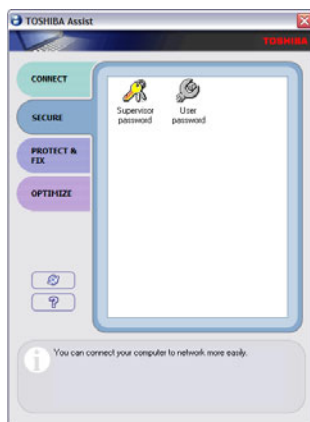 TOSHIBA Assist
TOSHIBA
CONNECT
SECURE
PROTECT &
FIX
OPTIMIZE
Supervisor
password
User
password
?
i
You can connect your computer to network more easily.